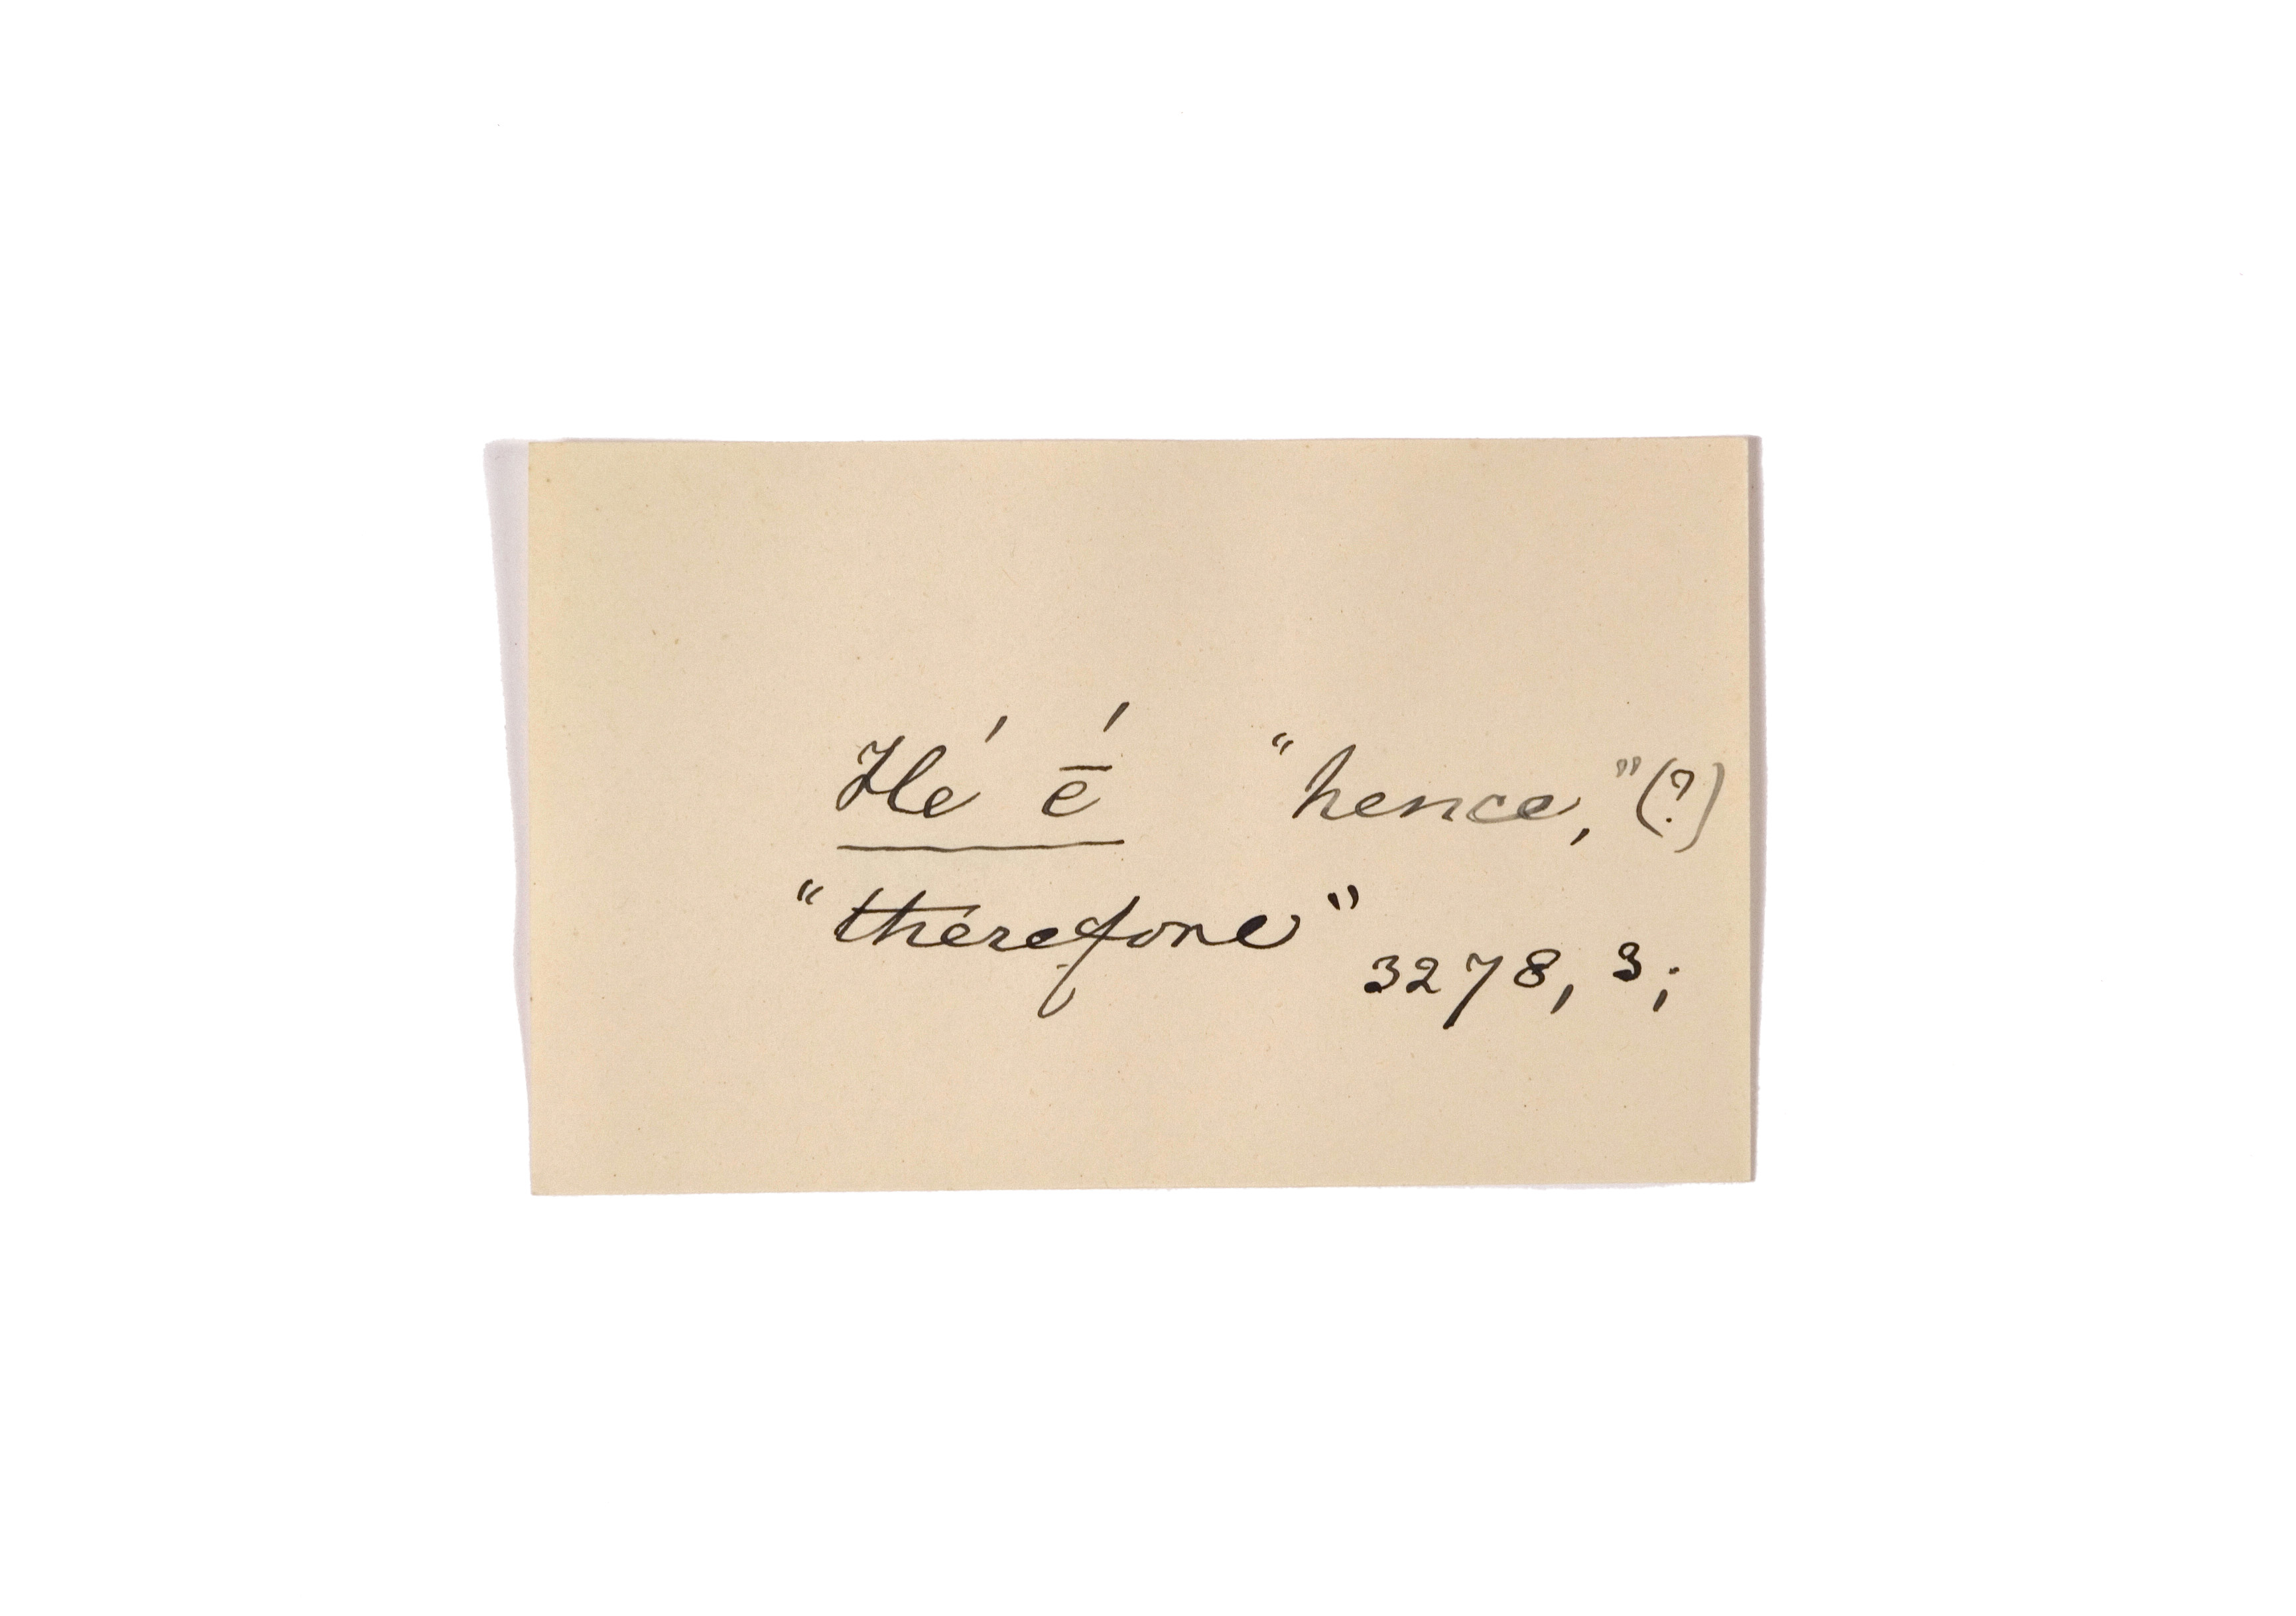 Hé ḗ "hence,"(?)
"therefore"
3278, 3;